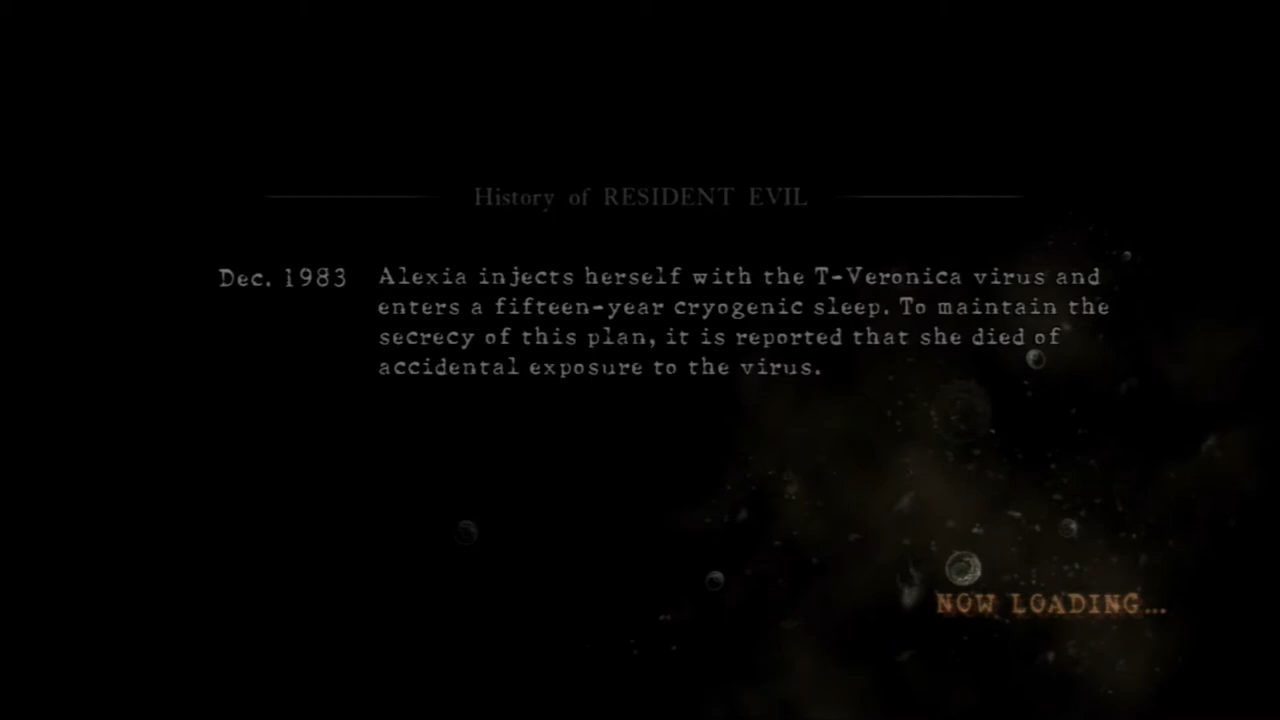 History of RESIDENT EVIL
Dec. 1983 Alexia injects herself with the T-Veronica virus and
enters a fifteen-year cryogenic sleep. To maintain the
secrecy of this plan, it is reported that she died of
accidental exposure to the virus.
NOW LOADING...